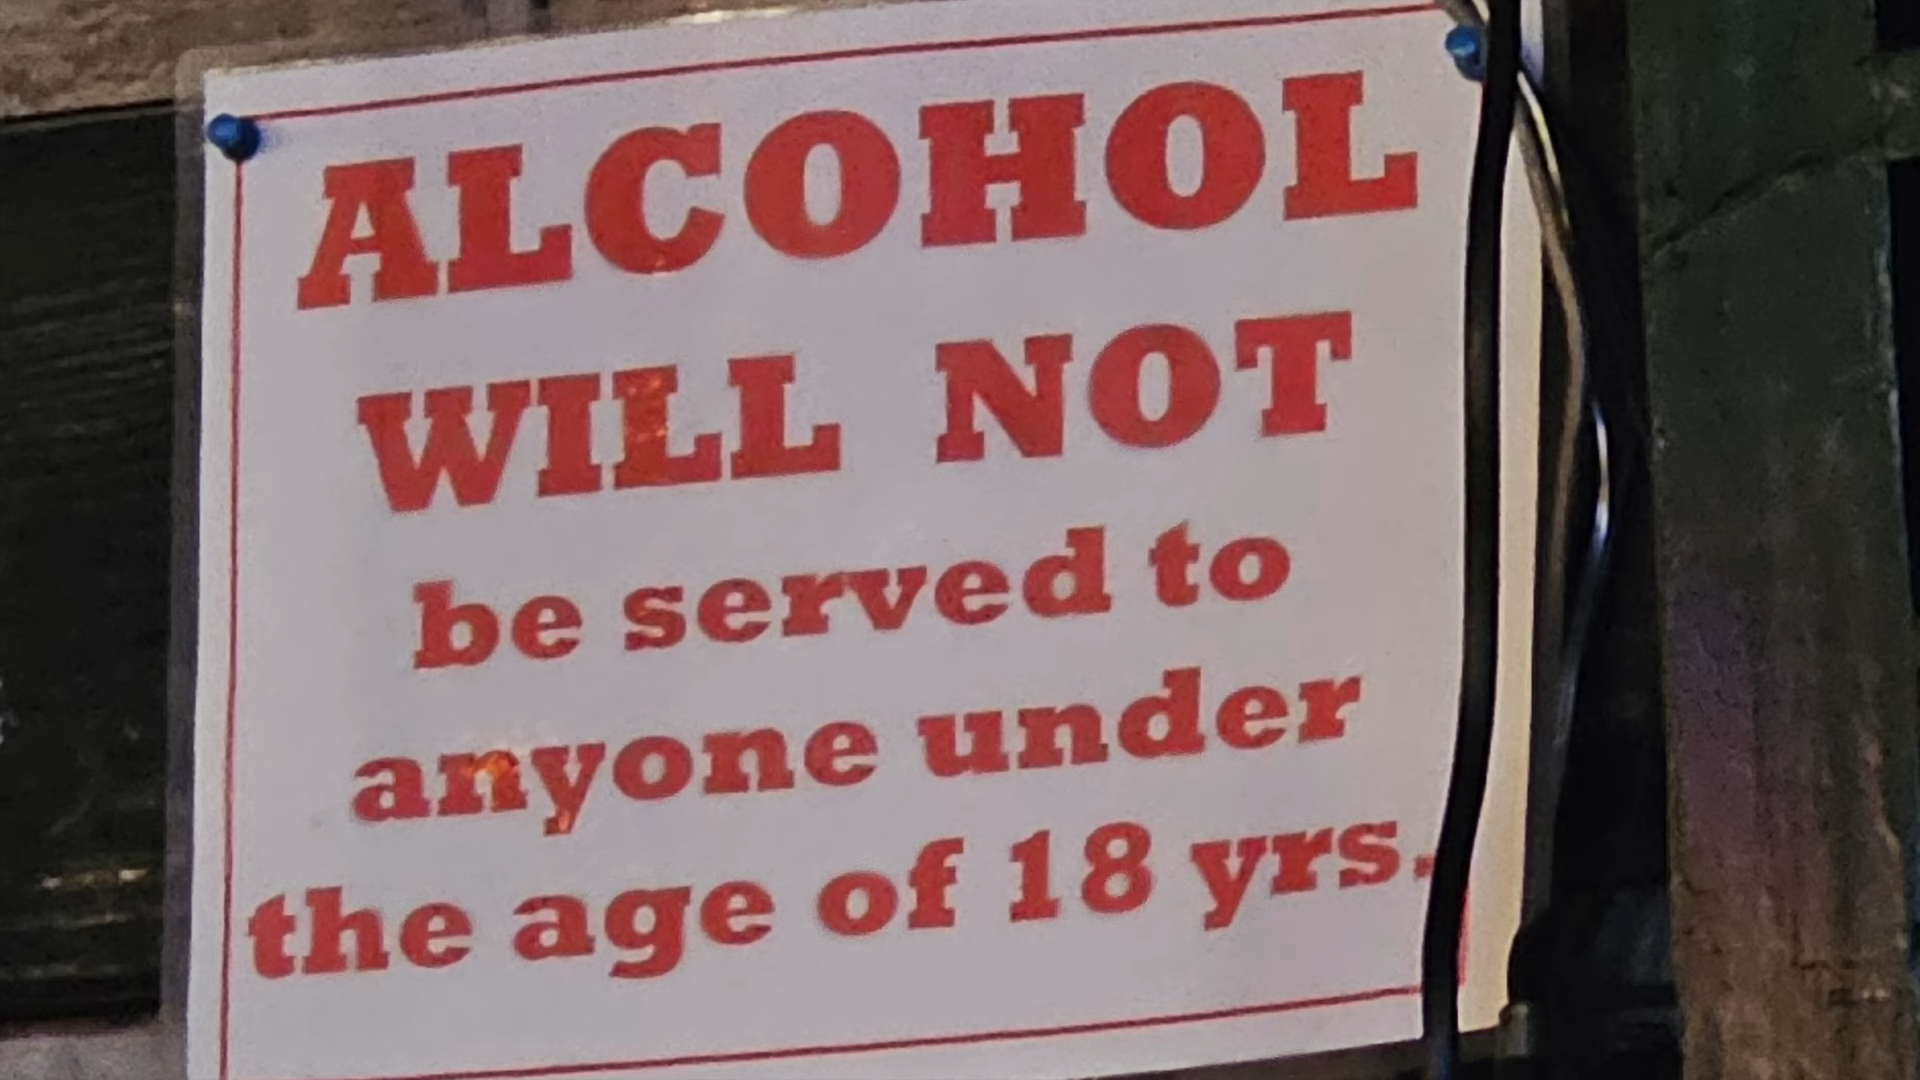 ALCOHOL
WILL NOT
be served to
anyone under
the age of 18 yrs.